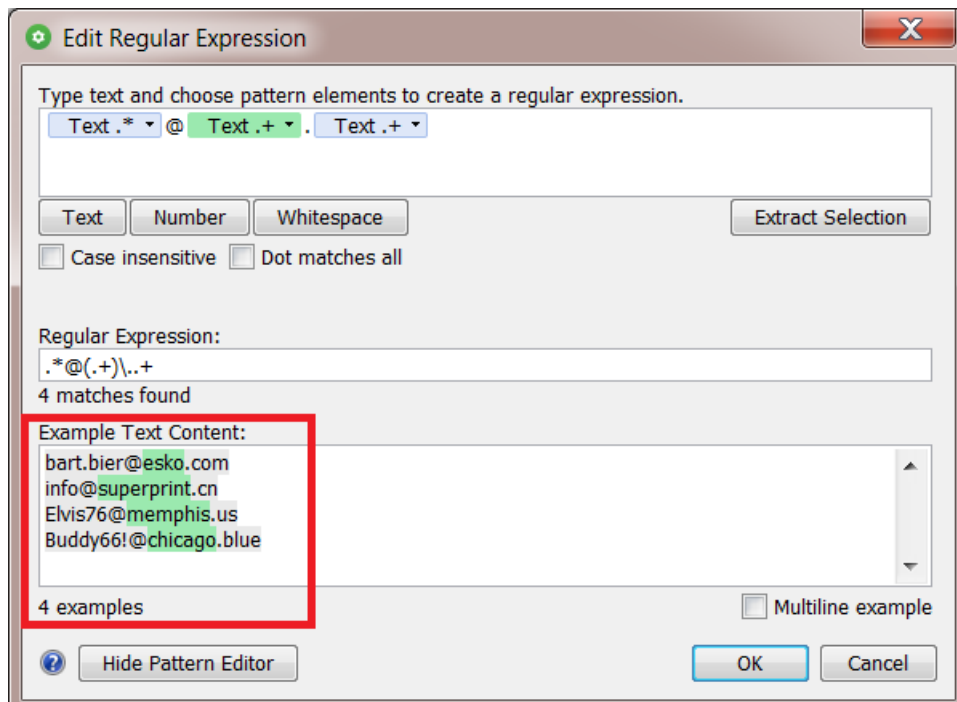 Edit Regular Expression
X
Type text and choose pattern elements to create a regular expression.
Text .* @ Text .+ . Text .+
Text Number Whitespace Extract Selection
Case insensitive Dot matches all
Regular Expression:
.*@(.+)\..+
4 matches found
Example Text Content:
bart.bier@esko.com
info@superprint.cn
Elvis76@memphis.us
Buddy66!@chicago.blue
4 examples Multiline example
? Hide Pattern Editor OK Cancel